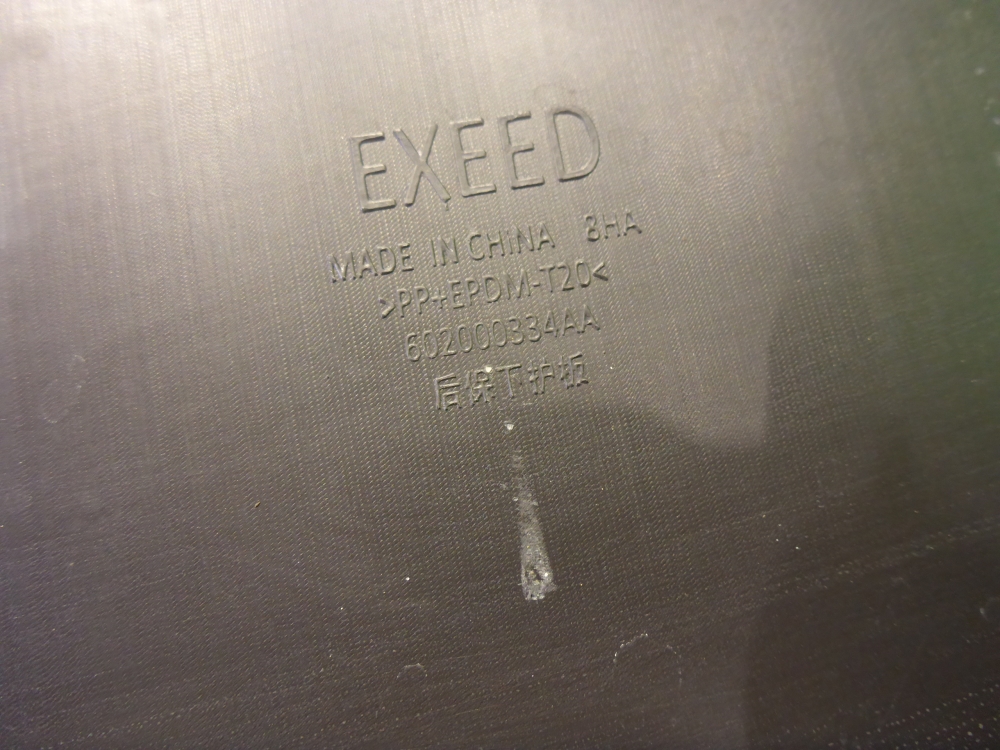 EXEED
MADE IN CHINA 8HA
>PP+EPDM-T20<
602000334AA
后保下护板